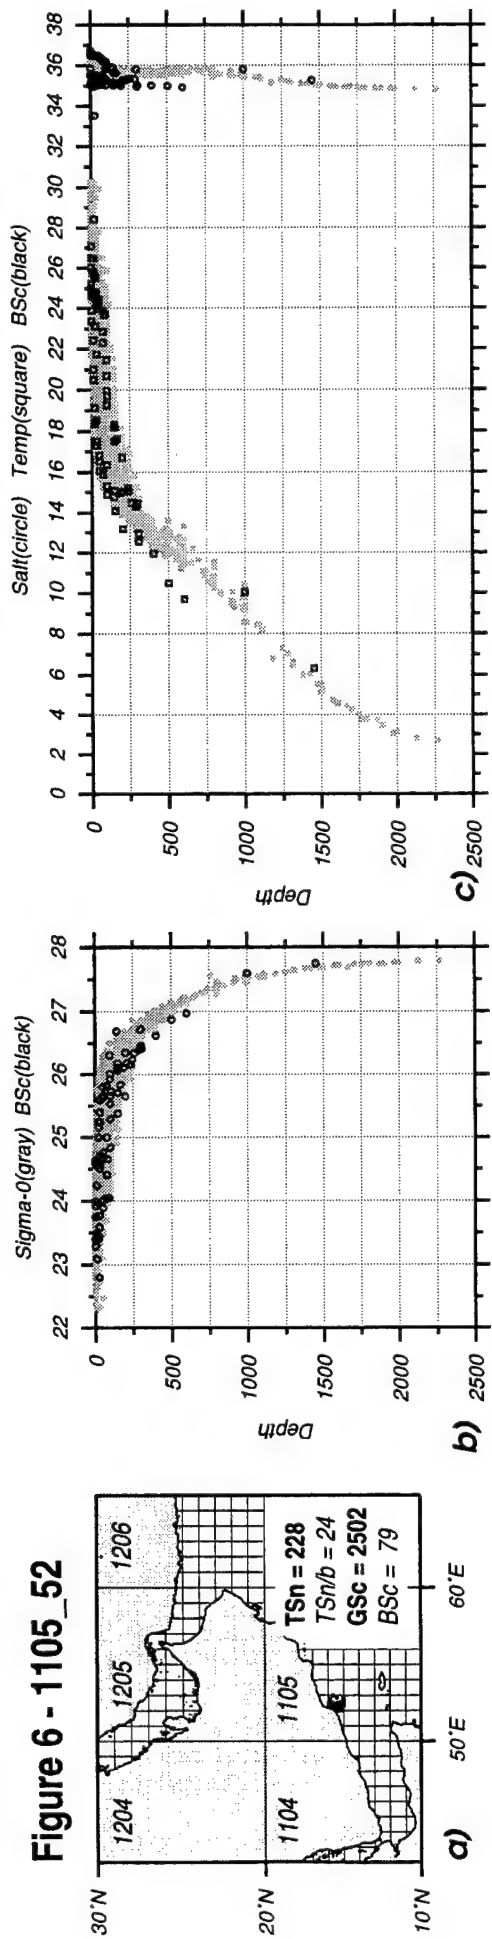 Figure 6 - 1105_52
30°N
20°N
10°N
1204
1205
1206
1104
1105
TSn = 228
TSn/b = 24
GSc = 2502
BSc = 79
50°E
60°E
a)
Sigma-0(gray) BSc(black)
22 23 24 25 26 27 28
0
500
1000
1500
2000
2500
Depth
b)
Salt(circle) Temp(square) BSc(black)
0 2 4 6 8 10 12 14 16 18 20 22 24 26 28 30 32 34 36 38
0
500
1000
1500
2000
2500
Depth
c)